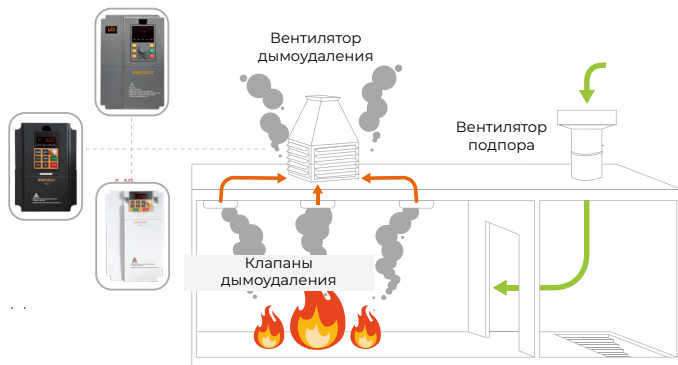 Вентилятор
дымоудаления
Вентилятор
подпора
Клапаны
дымоудаления